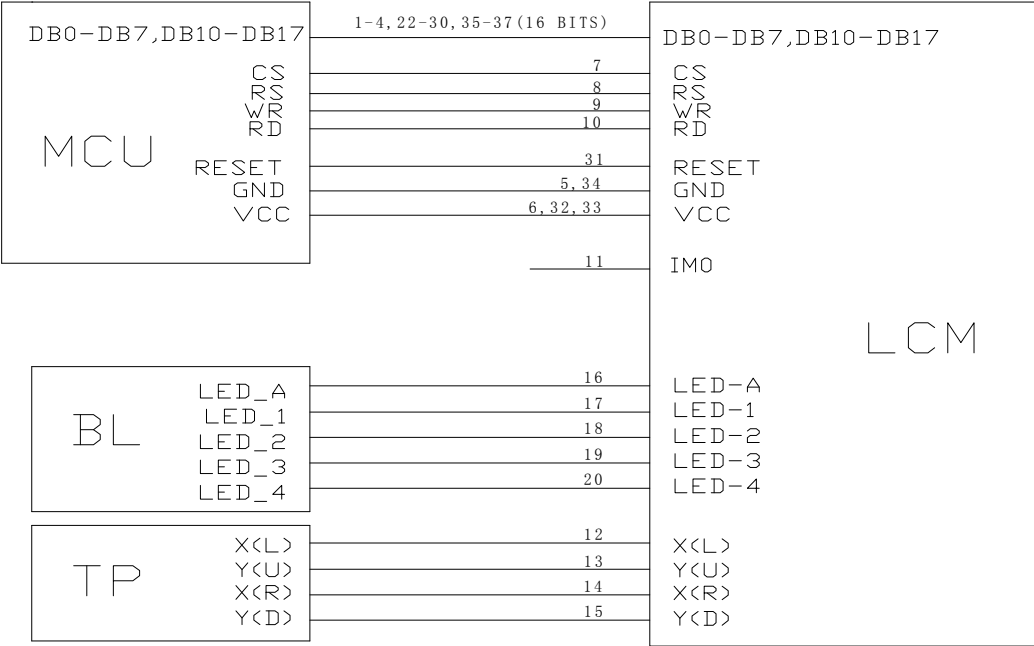 1-4,22-30,35-37(16 BITS)
DB0-DB7,DB10-DB17
DB0-DB7,DB10-DB17
CS
7
CS
RS
8
RS
WR
9
WR
RD
10
RD
MCU
RESET
31
RESET
GND
5,34
GND
VCC
6,32,33
VCC
11
IM0
LCM
BL
LED_A
16
LED-A
LED_1
17
LED-1
LED_2
18
LED-2
LED_3
19
LED-3
LED_4
20
LED-4
TP
X(L)
12
X(L)
Y(U)
13
Y(U)
X(R)
14
X(R)
Y(D)
15
Y(D)